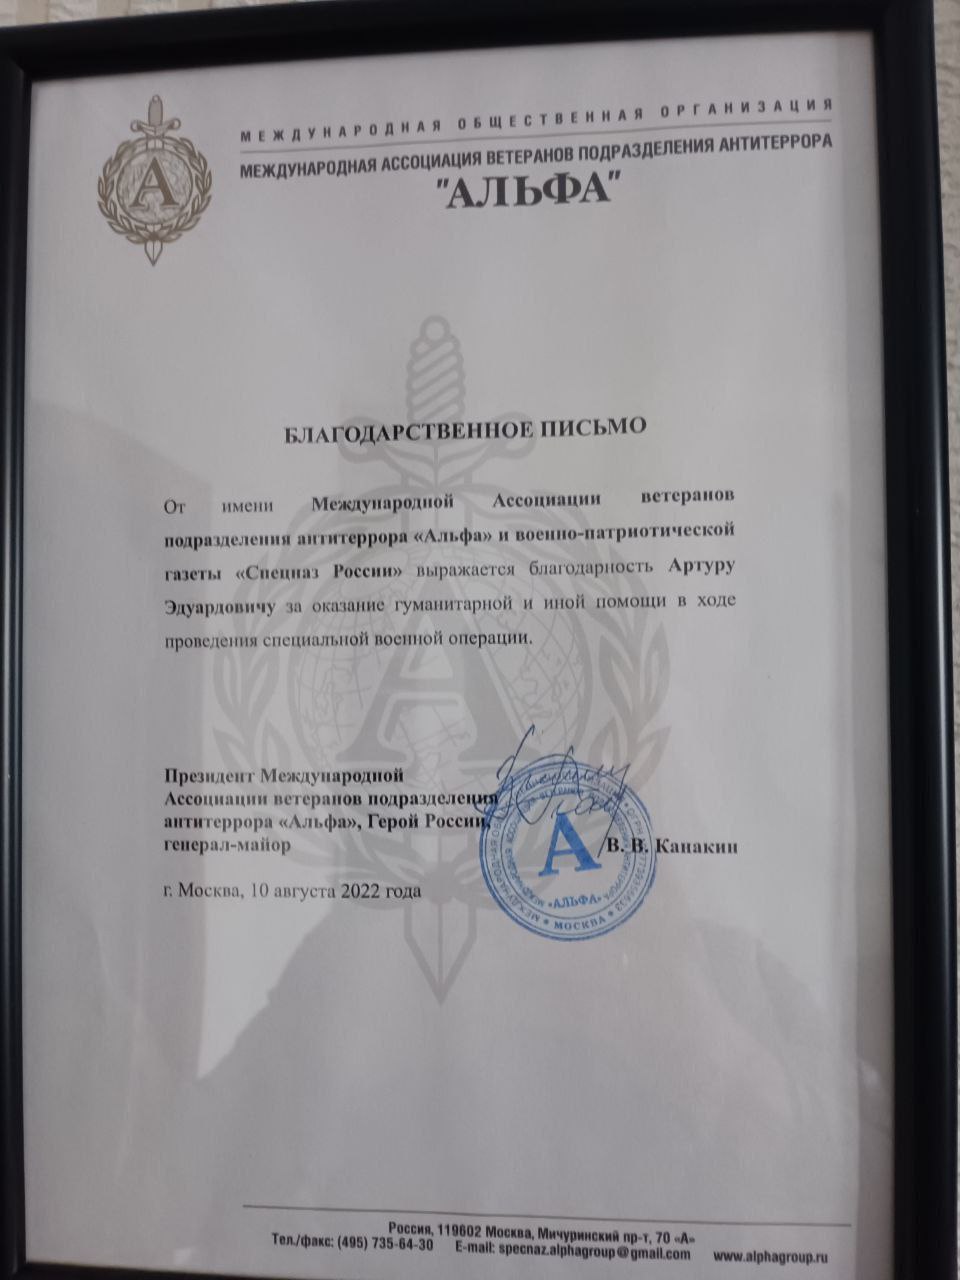 МЕЖДУНАРОДНАЯ ОБЩЕСТВЕННАЯ ОРГАНИЗАЦИЯ
МЕЖДУНАРОДНАЯ АССОЦИАЦИЯ ВЕТЕРАНОВ ПОДРАЗДЕЛЕНИЯ АНТИТЕРРОРА
"АЛЬФА"
А
БЛАГОДАРСТВЕННОЕ ПИСЬМО
От имени Международной Ассоциации ветеранов
подразделения антитеррора «Альфа» и военно-патриотической
газеты «Спецназ России» выражается благодарность Артуру
Эдуардовичу за оказание гуманитарной и иной помощи в ходе
проведения специальной военной операции.
А
Президент Международной
Ассоциации ветеранов подразделения
антитеррора «Альфа», Герой России,
генерал-майор
В. В. Канакин
А
«АЛЬФА»
МОСКВА
г. Москва, 10 августа 2022 года
Россия, 119602 Москва, Мичуринский пр-т, 70 «А»
Тел./факс: (495) 735-64-30 E-mail: specnaz.alphagroup@gmail.com www.alphagroup.ru